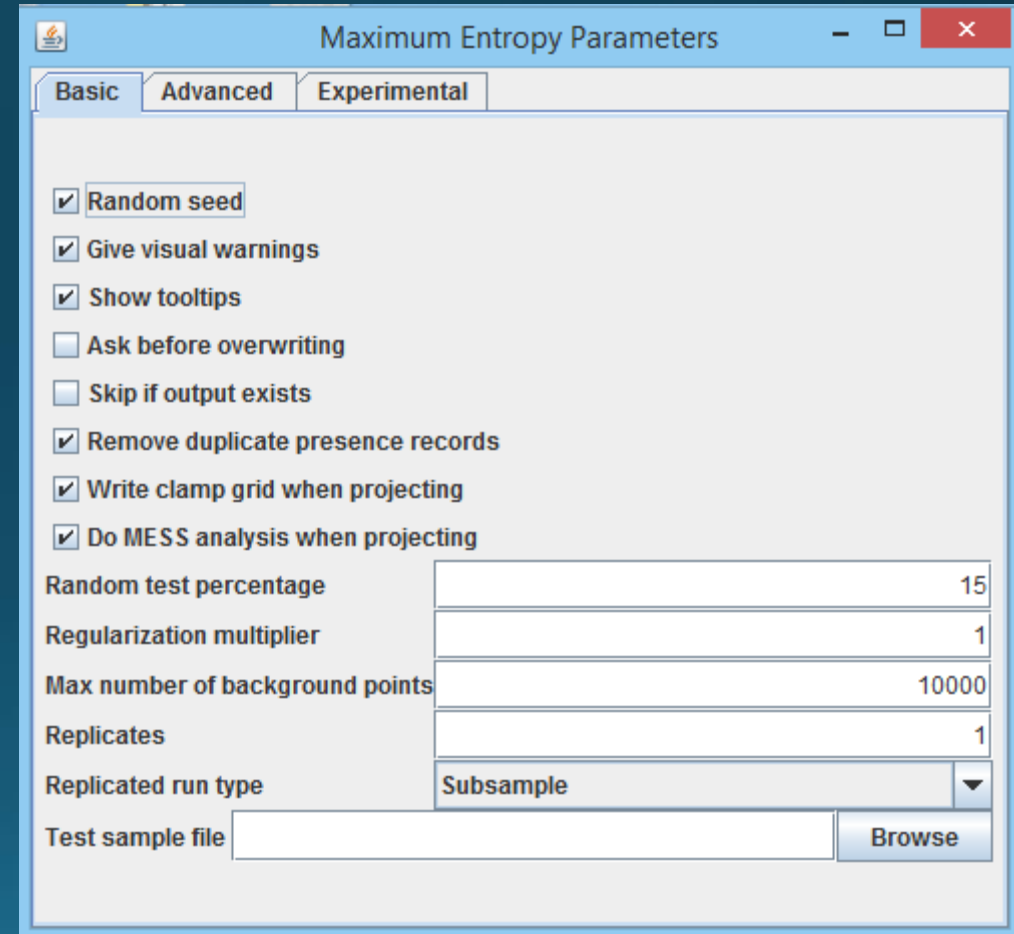 Maximum Entropy Parameters
Basic Advanced Experimental
Random seed
Give visual warnings
Show tooltips
Ask before overwriting
Skip if output exists
Remove duplicate presence records
Write clamp grid when projecting
Do MESS analysis when projecting
Random test percentage 15
Regularization multiplier 1
Max number of background points 10000
Replicates 1
Replicated run type Subsample
Test sample file Browse